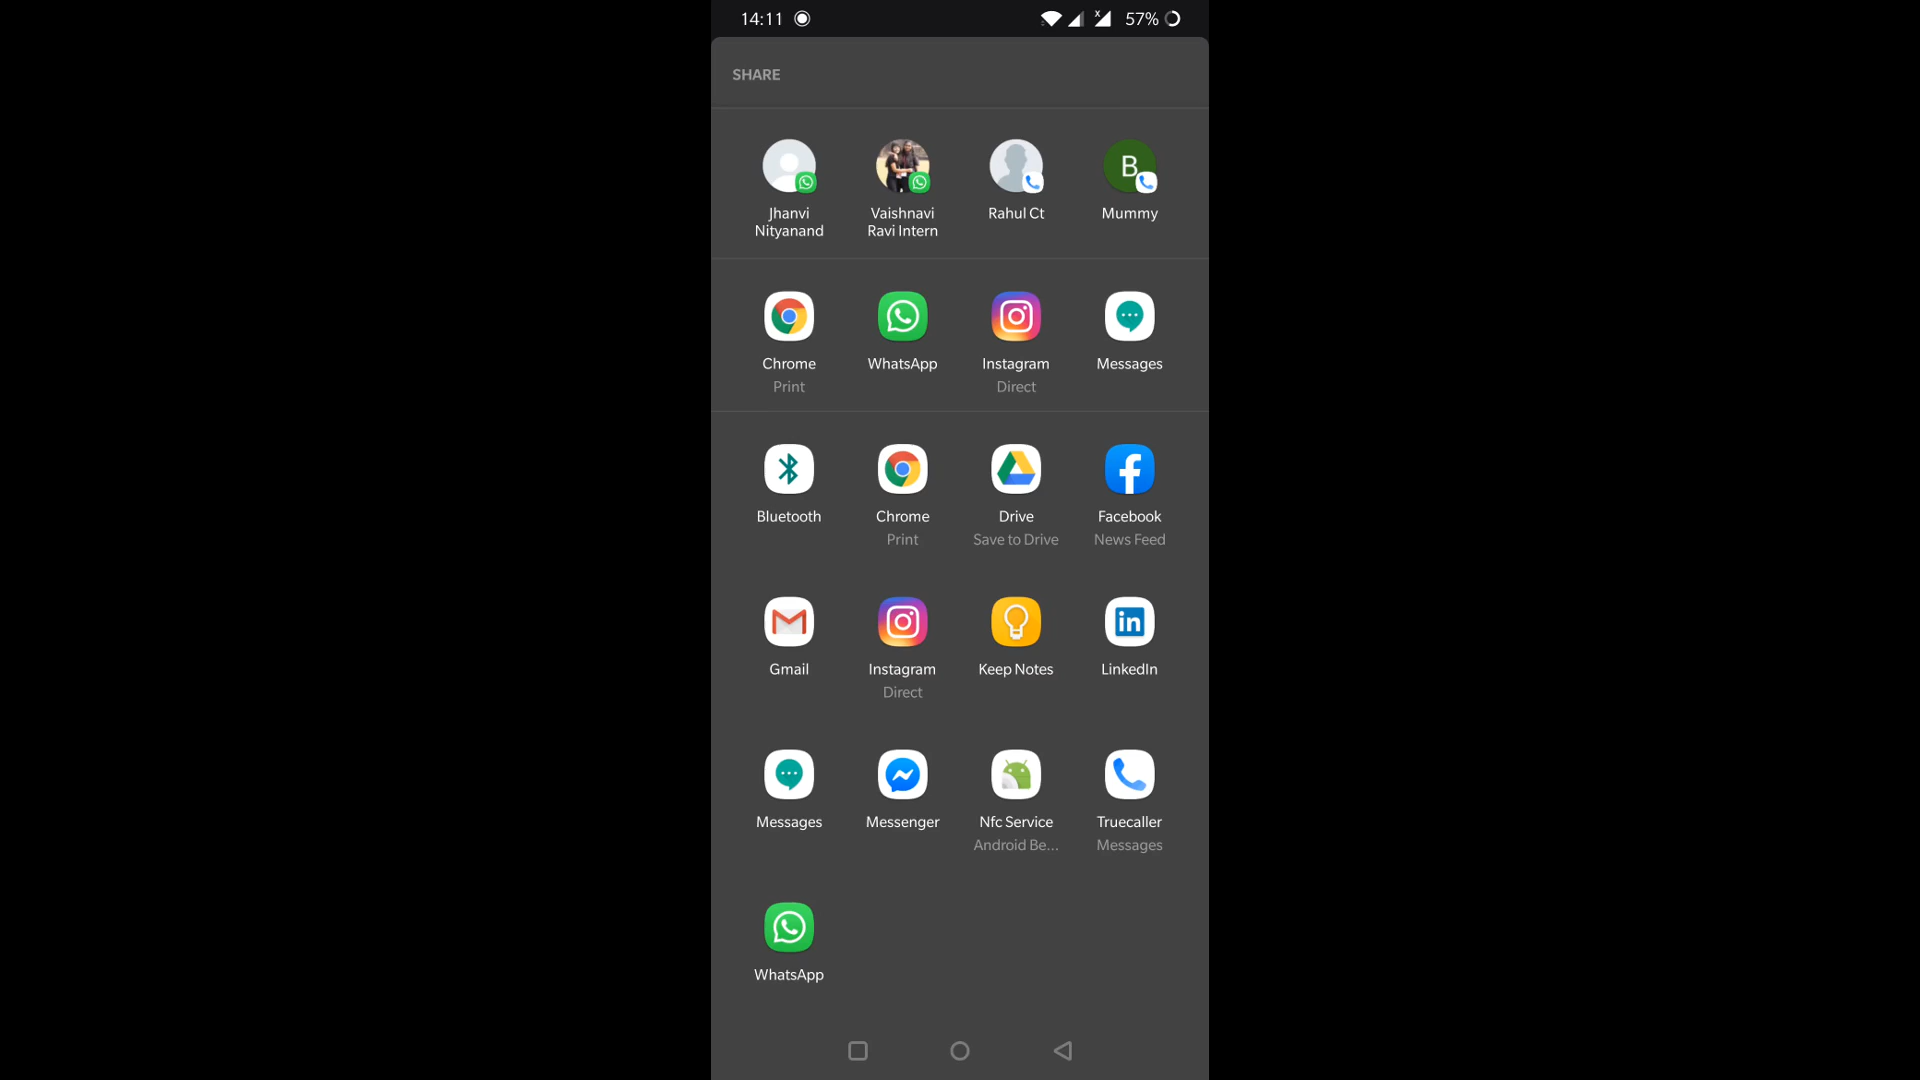 14:11
57%
SHARE
Jhanvi
Nityanand
Vaishnavi
Ravi Intern
Rahul Ct
B
Mummy
Chrome
Print
WhatsApp
Instagram
Direct
Messages
Bluetooth
Chrome
Print
Drive
Save to Drive
Facebook
News Feed
Gmail
Instagram
Direct
Keep Notes
in
LinkedIn
Messages
Messenger
Nfc Service
Android Be...
Truecaller
Messages
WhatsApp